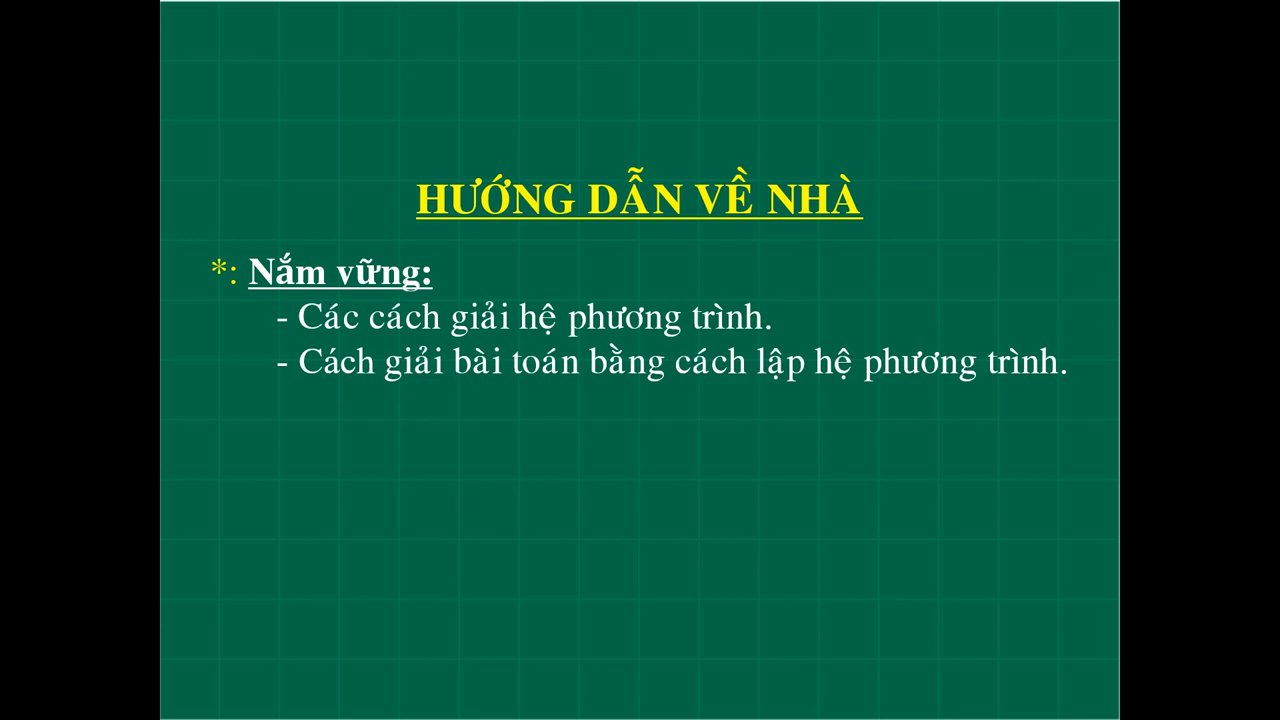 HƯỚNG DẪN VỀ NHÀ
*: Nắm vững:
- Các cách giải hệ phương trình.
- Cách giải bài toán bằng cách lập hệ phương trình.